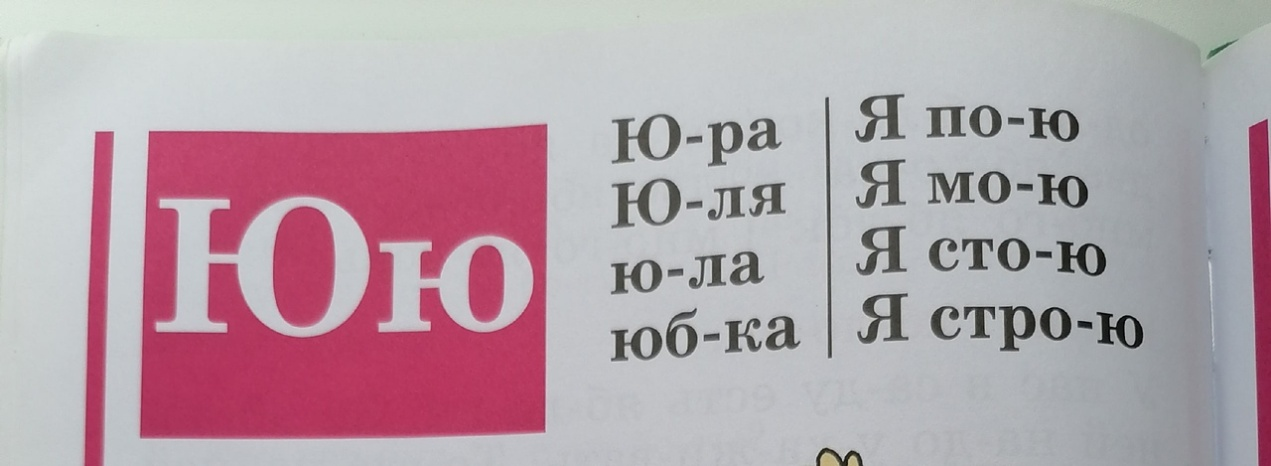 Юю
Ю-ра
Ю-ля
ю-ла
юб-ка
Я по-ю
Я мо-ю
Я сто-ю
Я стро-ю